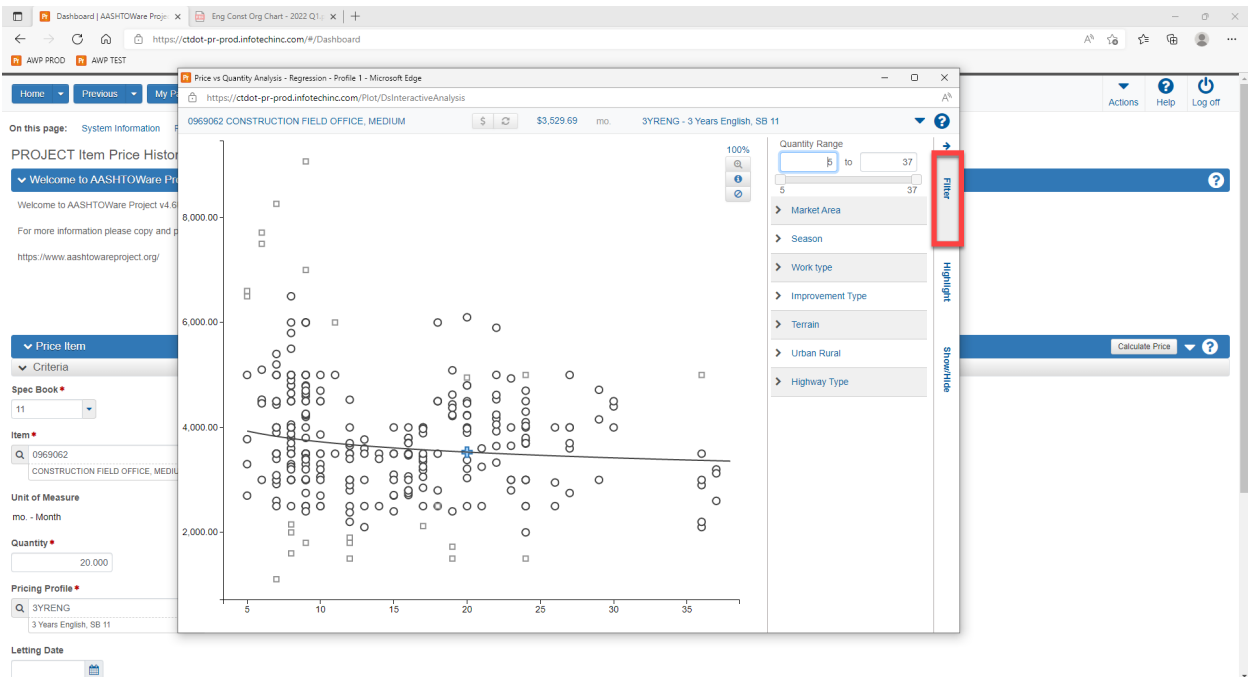 Dashboard | AASHTOWare Proje
Eng Const Org Chart - 2022 Q1.
https://ctdot-pr-prod.infotechinc.com/#/Dashboard
AWP PROD AWP TEST
Price vs Quantity Analysis - Regression - Profile 1 - Microsoft Edge
https://ctdot-pr-prod.infotechinc.com/Plot/DsInteractiveAnalysis
Home Previous My Pa
Actions Help Log off
0969062 CONSTRUCTION FIELD OFFICE, MEDIUM $ $3,529.69 mo. 3YRENG - 3 Years English, SB 11
On this page: System Information
PROJECT Item Price Histor
Welcome to AASHTOWare Pro
Welcome to AASHTOWare Project v4.6
For more information please copy and p
https://www.aashtowareproject.org/
Price Item
Calculate Price
Criteria
Spec Book*
11
Item*
0969062
CONSTRUCTION FIELD OFFICE, MEDIU
Unit of Measure
mo. - Month
Quantity*
20.000
Pricing Profile*
3YRENG
3 Years English, SB 11
Letting Date
100%
8,000.00
6,000.00
4,000.00
2,000.00
5 10 15 20 25 30 35
Quantity Range
5 to 37
5 37
Market Area
Season
Work type
Improvement Type
Terrain
Urban Rural
Highway Type
Filter
Highlight
Show/Hide